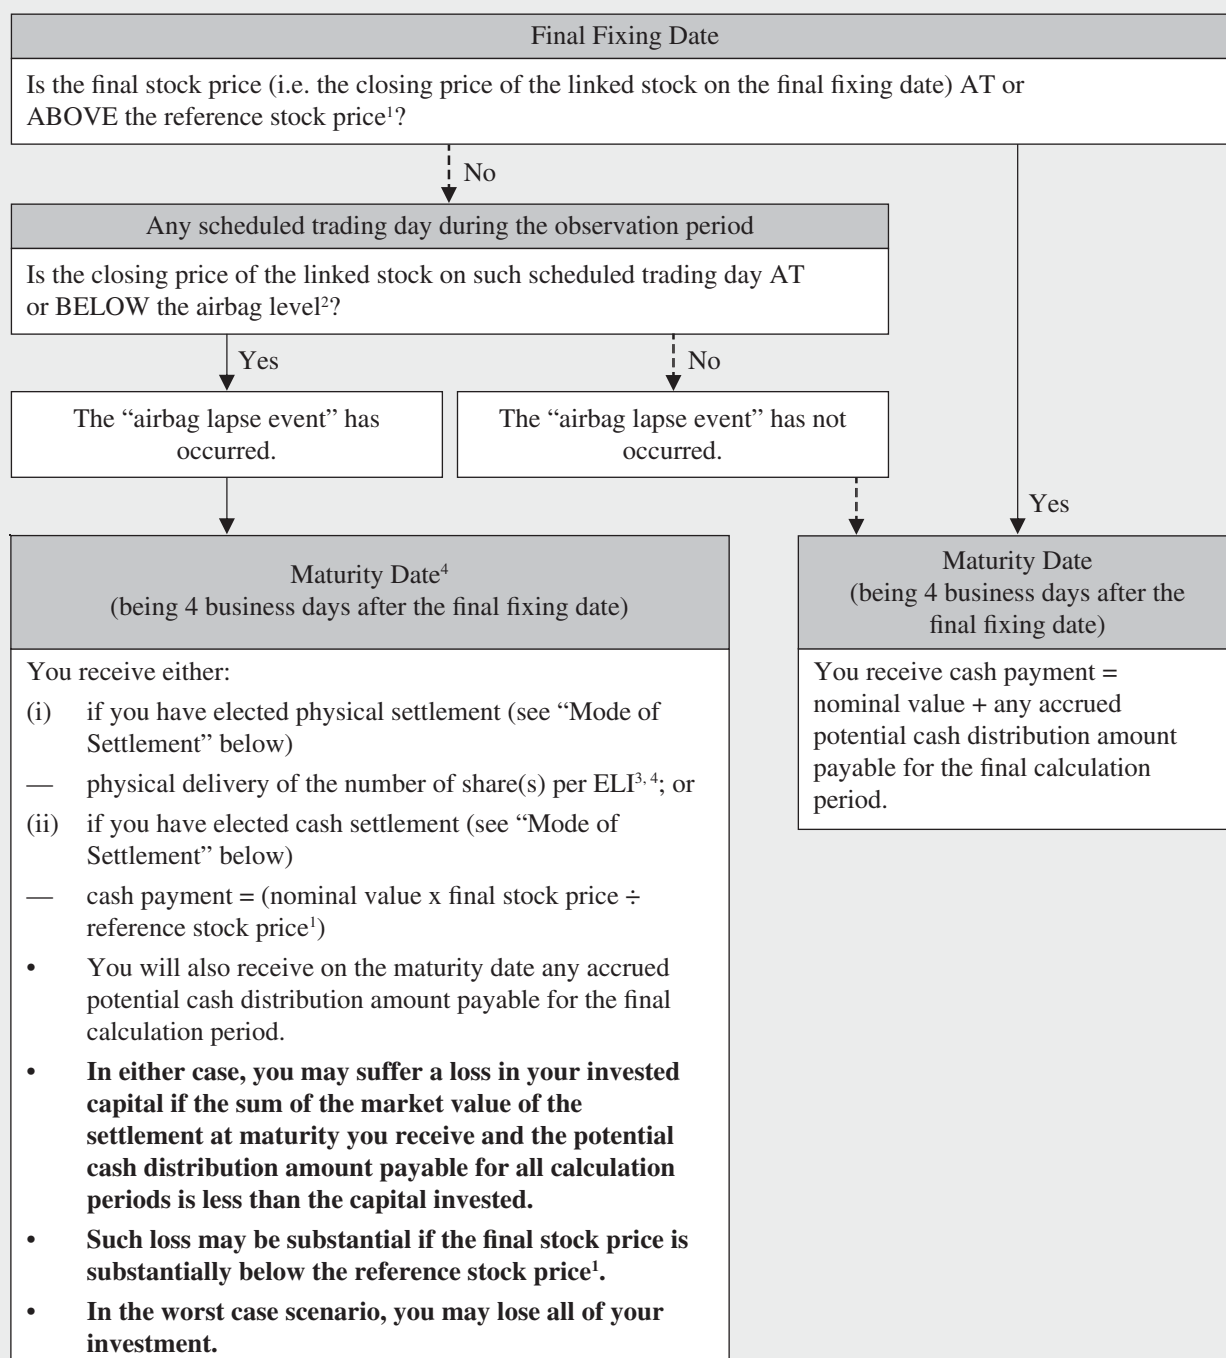 Final Fixing Date
Is the final stock price (i.e. the closing price of the linked stock on the final fixing date) AT or
ABOVE the reference stock price¹?
No
Any scheduled trading day during the observation period
Is the closing price of the linked stock on such scheduled trading day AT
or BELOW the airbag level²?
Yes
No
The “airbag lapse event” has
occurred.
The “airbag lapse event” has not
occurred.
Yes
Maturity Date⁴
(being 4 business days after the final fixing date)
You receive either:
(i) if you have elected physical settlement (see “Mode of
Settlement” below)
— physical delivery of the number of share(s) per ELI³,⁴; or
(ii) if you have elected cash settlement (see “Mode of
Settlement” below)
— cash payment = (nominal value x final stock price ÷
reference stock price¹)
• You will also receive on the maturity date any accrued
potential cash distribution amount payable for the final
calculation period.
• In either case, you may suffer a loss in your invested
capital if the sum of the market value of the
settlement at maturity you receive and the potential
cash distribution amount payable for all calculation
periods is less than the capital invested.
• Such loss may be substantial if the final stock price is
substantially below the reference stock price¹.
• In the worst case scenario, you may lose all of your
investment.
Maturity Date
(being 4 business days after the
final fixing date)
You receive cash payment =
nominal value + any accrued
potential cash distribution amount
payable for the final calculation
period.